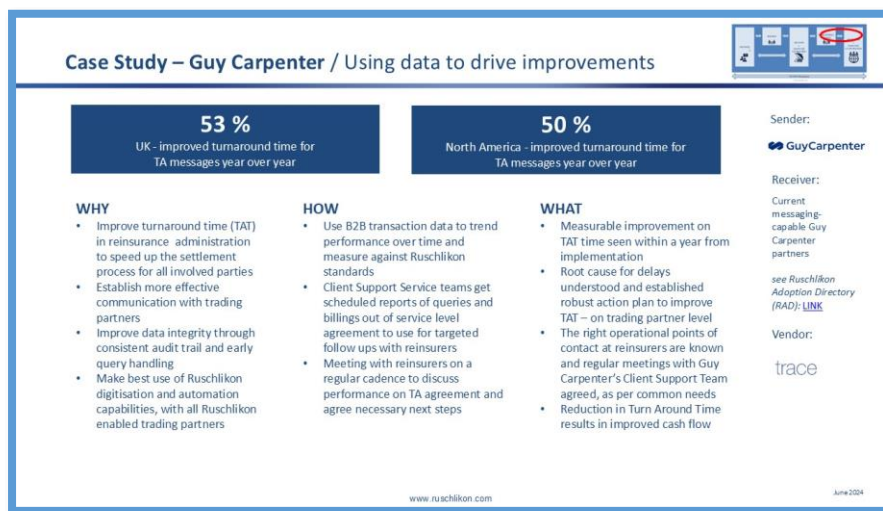 Case Study – Guy Carpenter / Using data to drive improvements
53 %
UK - improved turnaround time for
TA messages year over year
50 %
North America - improved turnaround time for
TA messages year over year
WHY
• Improve turnaround time (TAT)
in reinsurance administration
to speed up the settlement
process for all involved parties
• Establish more effective
communication with trading
partners
• Improve data integrity through
consistent audit trail and early
query handling
• Make best use of Ruschlikon
digitisation and automation
capabilities, with all Ruschlikon
enabled trading partners
HOW
• Use B2B transaction data to trend
performance over time and
measure against Ruschlikon
standards
• Client Support Service teams get
scheduled reports of queries and
billings out of service level
agreement to use for targeted
follow ups with reinsurers
• Meeting with reinsurers on a
regular cadence to discuss
performance on TA agreement and
agree necessary next steps
WHAT
• Measurable improvement on
TAT time seen within a year from
implementation
• Root cause for delays
understood and established
robust action plan to improve
TAT – on trading partner level
• The right operational points of
contact at reinsurers are known
and regular meetings with Guy
Carpenter's Client Support Team
agreed, as per common needs
• Reduction in Turn Around Time
results in improved cash flow
Sender:
GuyCarpenter
Receiver:
Current
messaging-
capable Guy
Carpenter
partners
see Ruschlikon
Adoption Directory
(RAD): LINK
Vendor:
trace
www.ruschlikon.com
June 2024